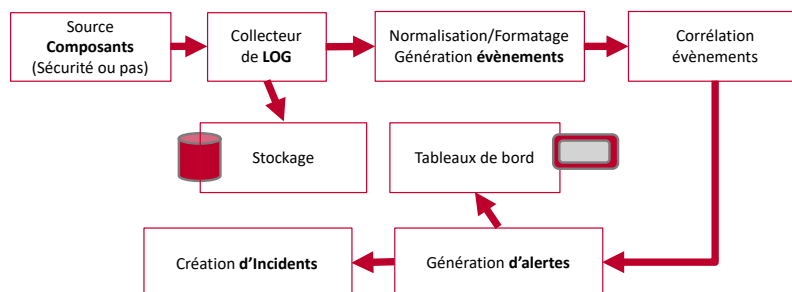 Source
Composants
(Sécurité ou pas)
Collecteur
de LOG
Normalisation/Formatage
Génération évènements
Corrélation
évènements
Stockage
Tableaux de bord
Création d'Incidents
Génération d'alertes